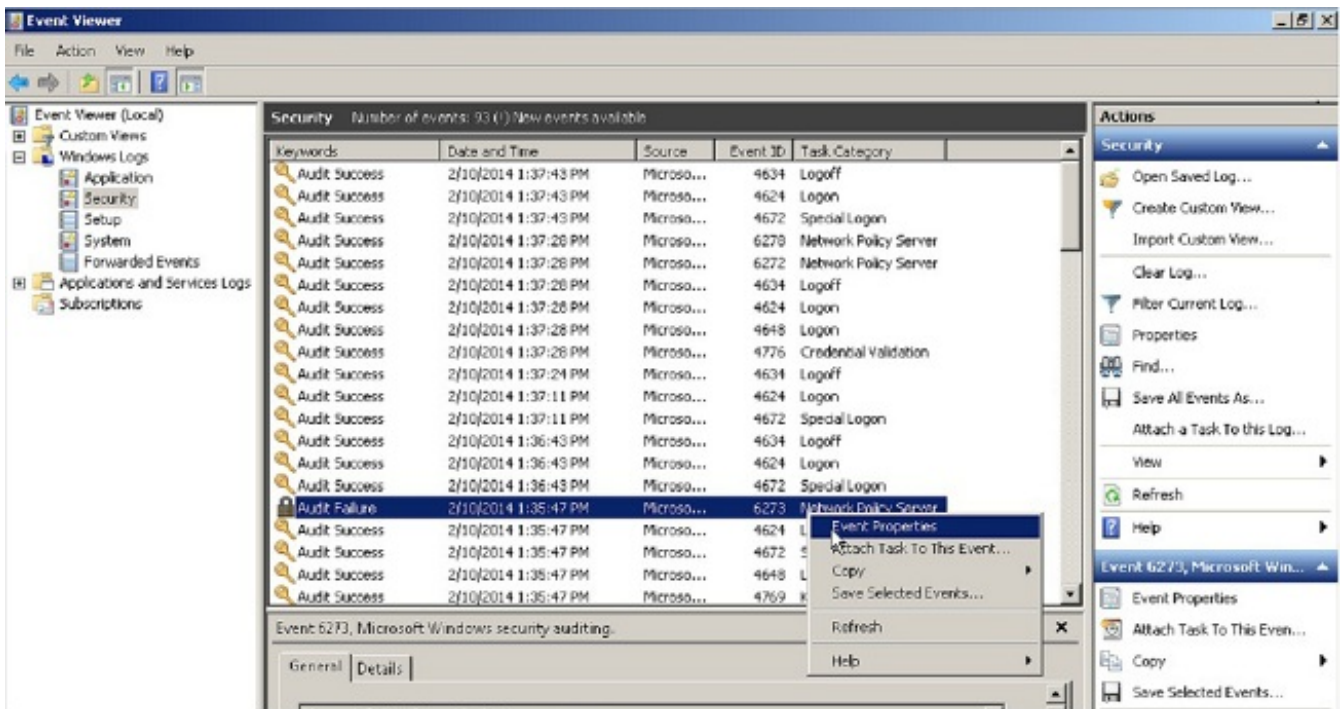 Event Viewer
File Action View Help
Event Viewer (Local)
Custom Views
Windows Logs
Application
Security
Setup
System
Forwarded Events
Applications and Services Logs
Subscriptions
Security Number of events: 93 (!) New events available
Keywords Date and Time Source Event ID Task Category
Audit Success 2/10/2014 1:37:43 PM Microso... 4634 Logoff
Audit Success 2/10/2014 1:37:43 PM Microso... 4624 Logon
Audit Success 2/10/2014 1:37:43 PM Microso... 4672 Special Logon
Audit Success 2/10/2014 1:37:28 PM Microso... 6278 Network Policy Server
Audit Success 2/10/2014 1:37:28 PM Microso... 6272 Network Policy Server
Audit Success 2/10/2014 1:37:28 PM Microso... 4634 Logoff
Audit Success 2/10/2014 1:37:28 PM Microso... 4624 Logon
Audit Success 2/10/2014 1:37:28 PM Microso... 4648 Logon
Audit Success 2/10/2014 1:37:28 PM Microso... 4776 Credential Validation
Audit Success 2/10/2014 1:37:24 PM Microso... 4634 Logoff
Audit Success 2/10/2014 1:37:11 PM Microso... 4624 Logon
Audit Success 2/10/2014 1:37:11 PM Microso... 4672 Special Logon
Audit Success 2/10/2014 1:36:43 PM Microso... 4634 Logoff
Audit Success 2/10/2014 1:36:43 PM Microso... 4624 Logon
Audit Success 2/10/2014 1:36:43 PM Microso... 4672 Special Logon
Audit Failure 2/10/2014 1:35:47 PM Microso... 6273 Network Policy Server
Audit Success 2/10/2014 1:35:47 PM Microso... 4624 L
Audit Success 2/10/2014 1:35:47 PM Microso... 4672 S
Audit Success 2/10/2014 1:35:47 PM Microso... 4648 L
Audit Success 2/10/2014 1:35:47 PM Microso... 4769 K
Event Properties
Attach Task To This Event...
Copy
Save Selected Events...
Refresh
Help
Event 6273, Microsoft Windows security auditing.
General Details
Actions
Security
Open Saved Log...
Create Custom View...
Import Custom View...
Clear Log...
Filter Current Log...
Properties
Find...
Save All Events As...
Attach a Task To this Log...
View
Refresh
Help
Event 6273, Microsoft Win...
Event Properties
Attach Task To This Even...
Copy
Save Selected Events...